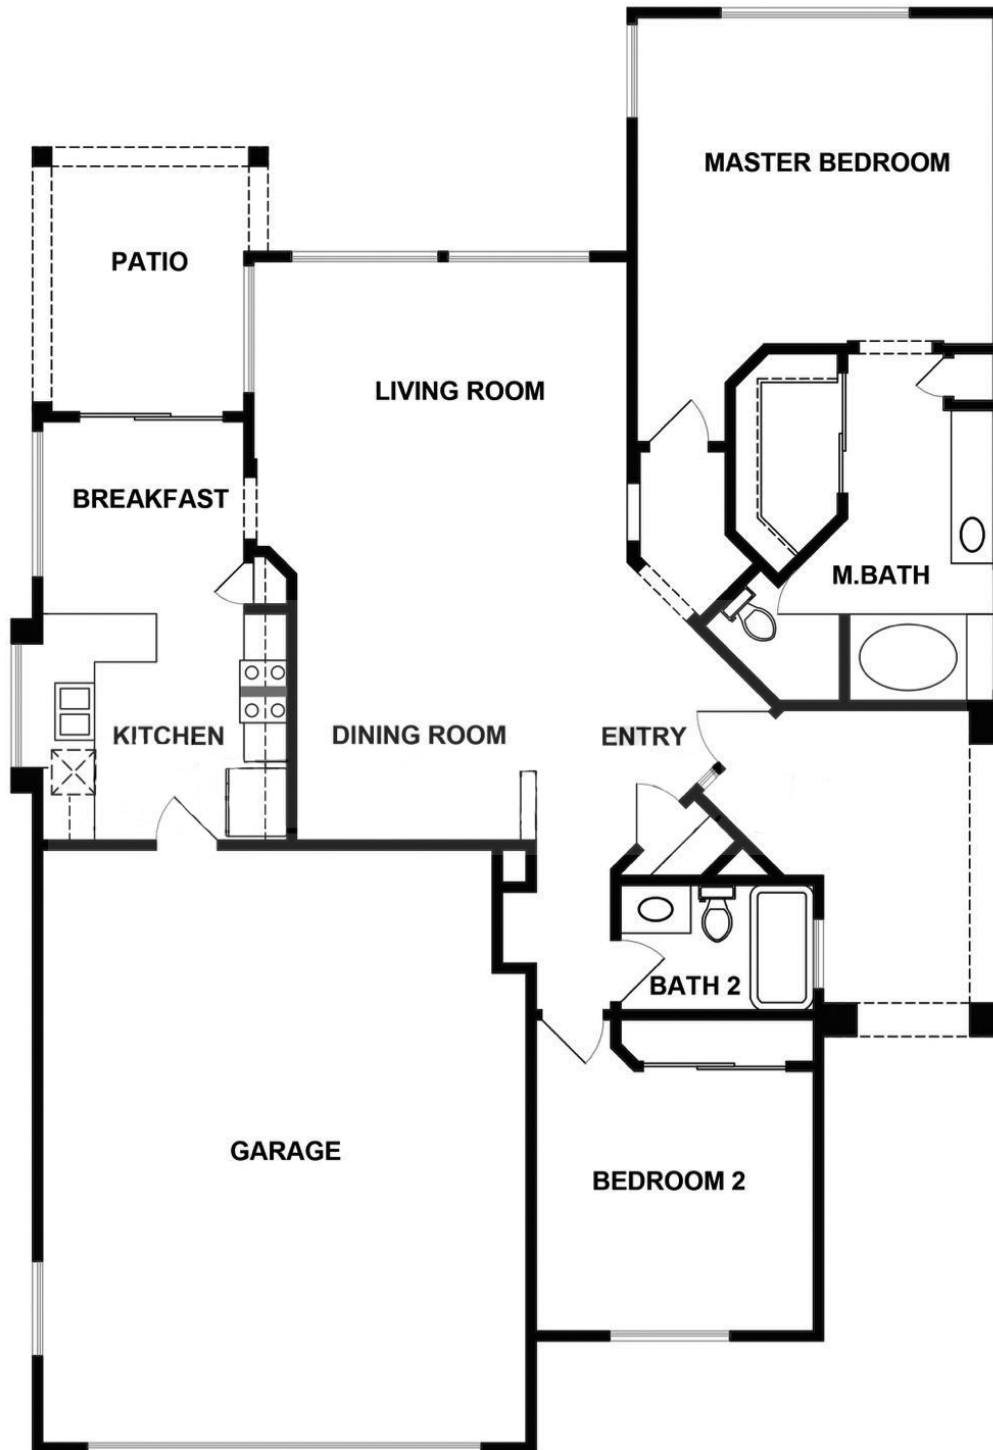 MASTER BEDROOM
PATIO
LIVING ROOM
BREAKFAST
M.BATH
KITCHEN
DINING ROOM
ENTRY
BATH 2
GARAGE
BEDROOM 2